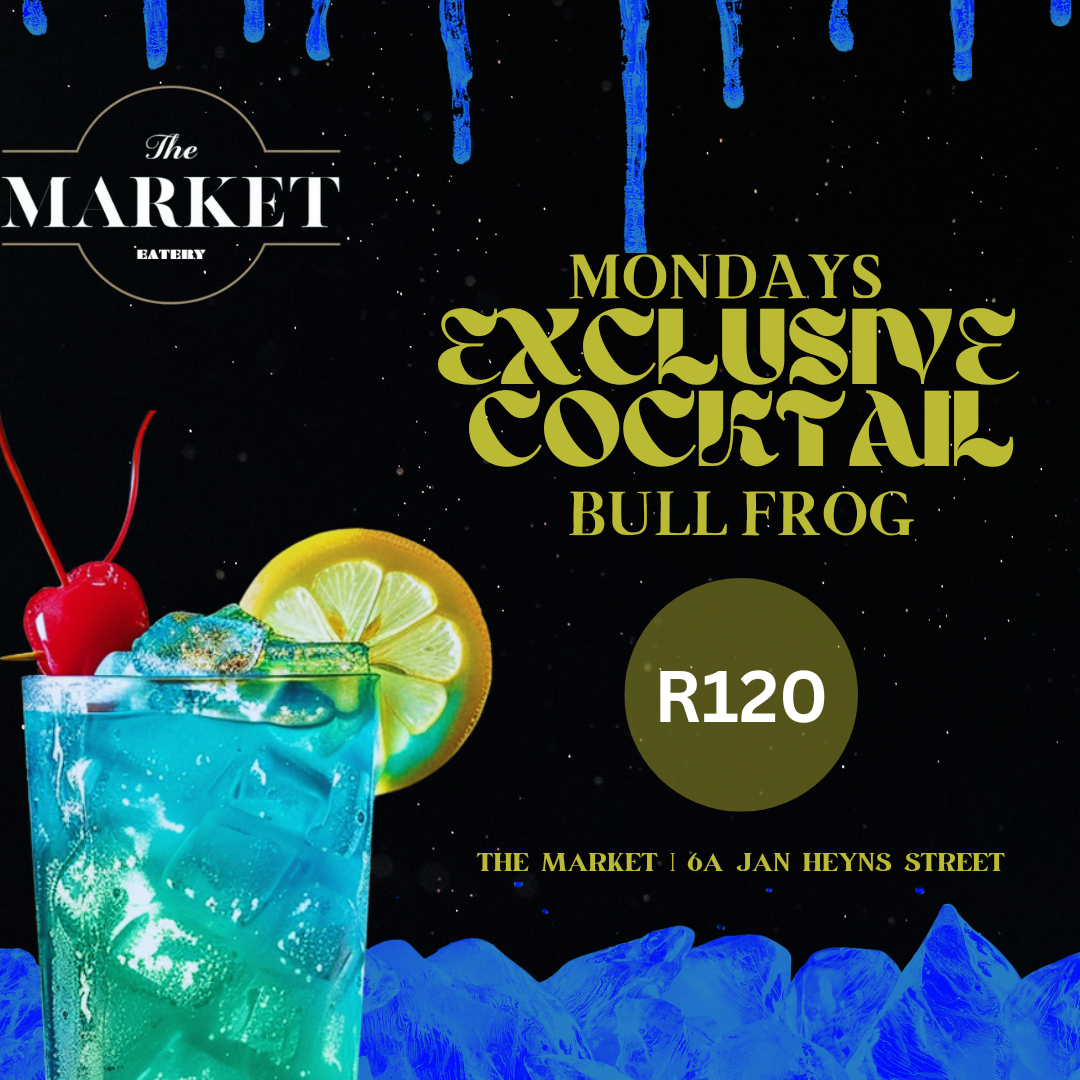 The
MARKET
EATERY
MONDAYS
EXCLUSIVE
COCKTAIL
BULL FROG
R120
THE MARKET | 6A JAN HEYNS STREET